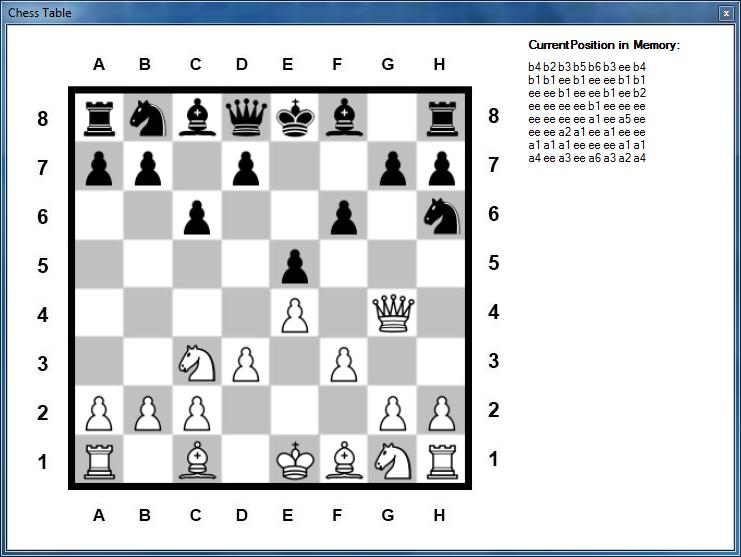 Chess Table
x
Current Position in Memory:
b4 b2 b3 b5 b6 b3 ee b4
b1 b1 ee b1 ee ee b1 b1
ee ee b1 ee ee b1 ee b2
ee ee ee ee b1 ee ee ee
ee ee ee ee a1 ee a5 ee
ee ee a2 a1 ee a1 ee ee
a1 a1 a1 ee ee ee a1 a1
a4 ee a3 ee a6 a3 a2 a4
A B C D E F G H
8 8
7 7
6 6
5 5
4 4
3 3
2 2
1 1
A B C D E F G H